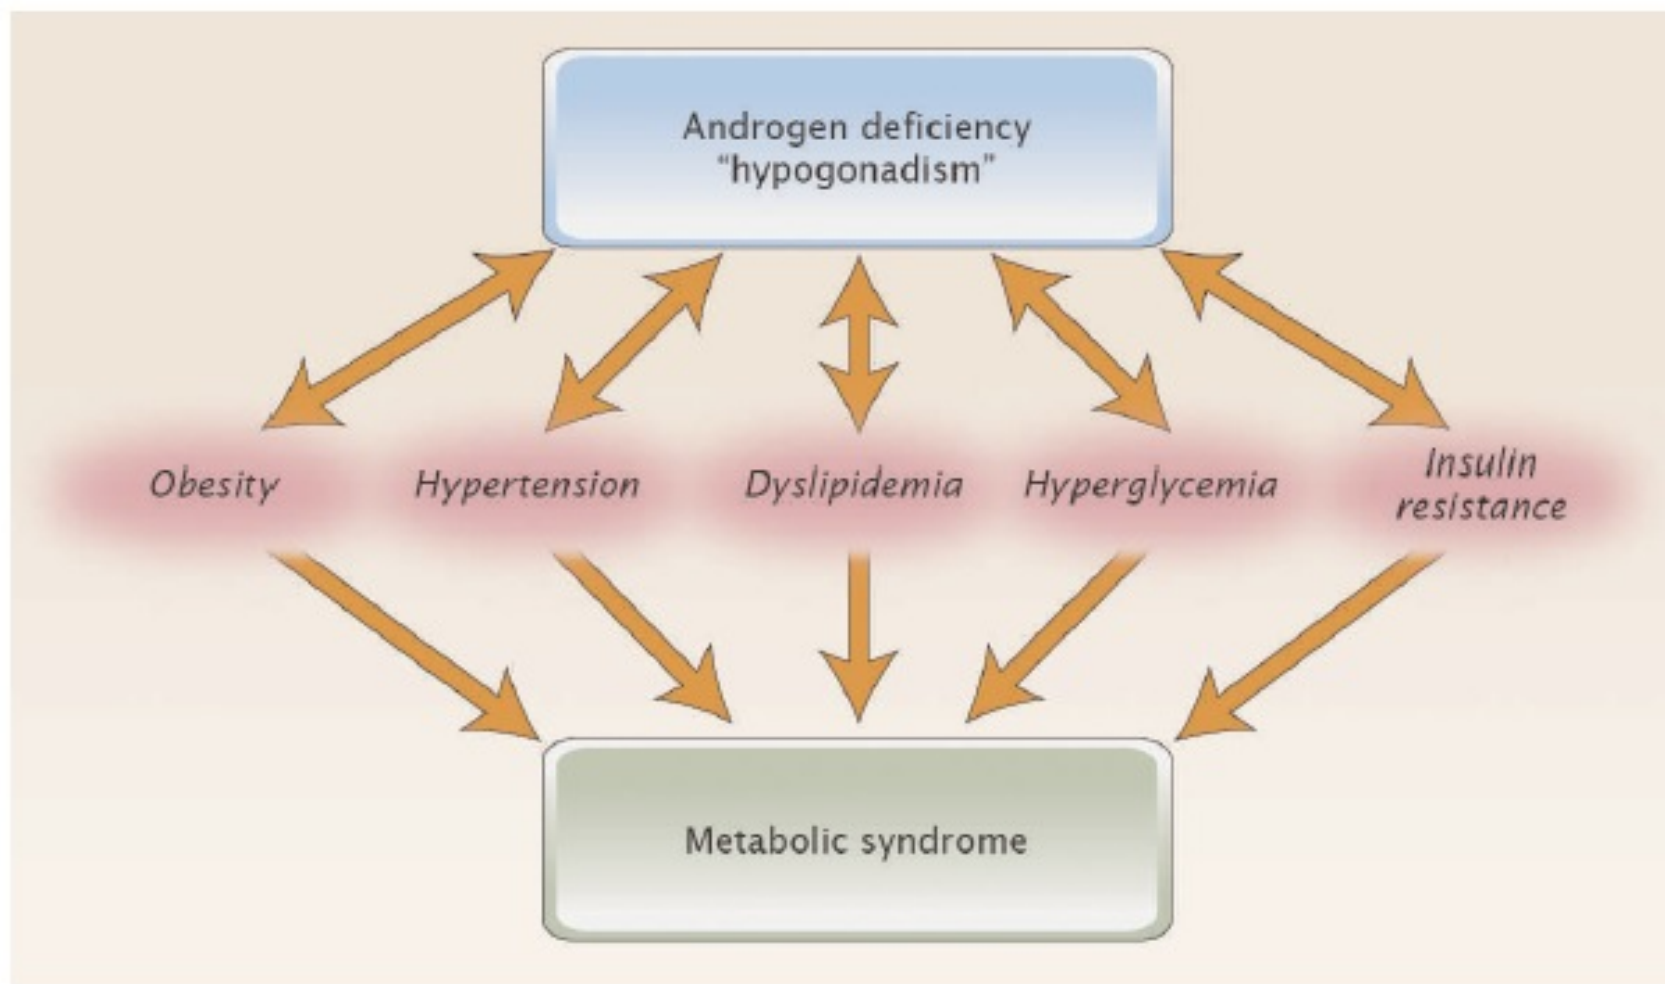 Androgen deficiency
“hypogonadism”
Obesity
Hypertension
Dyslipidemia
Hyperglycemia
Insulin
resistance
Metabolic syndrome